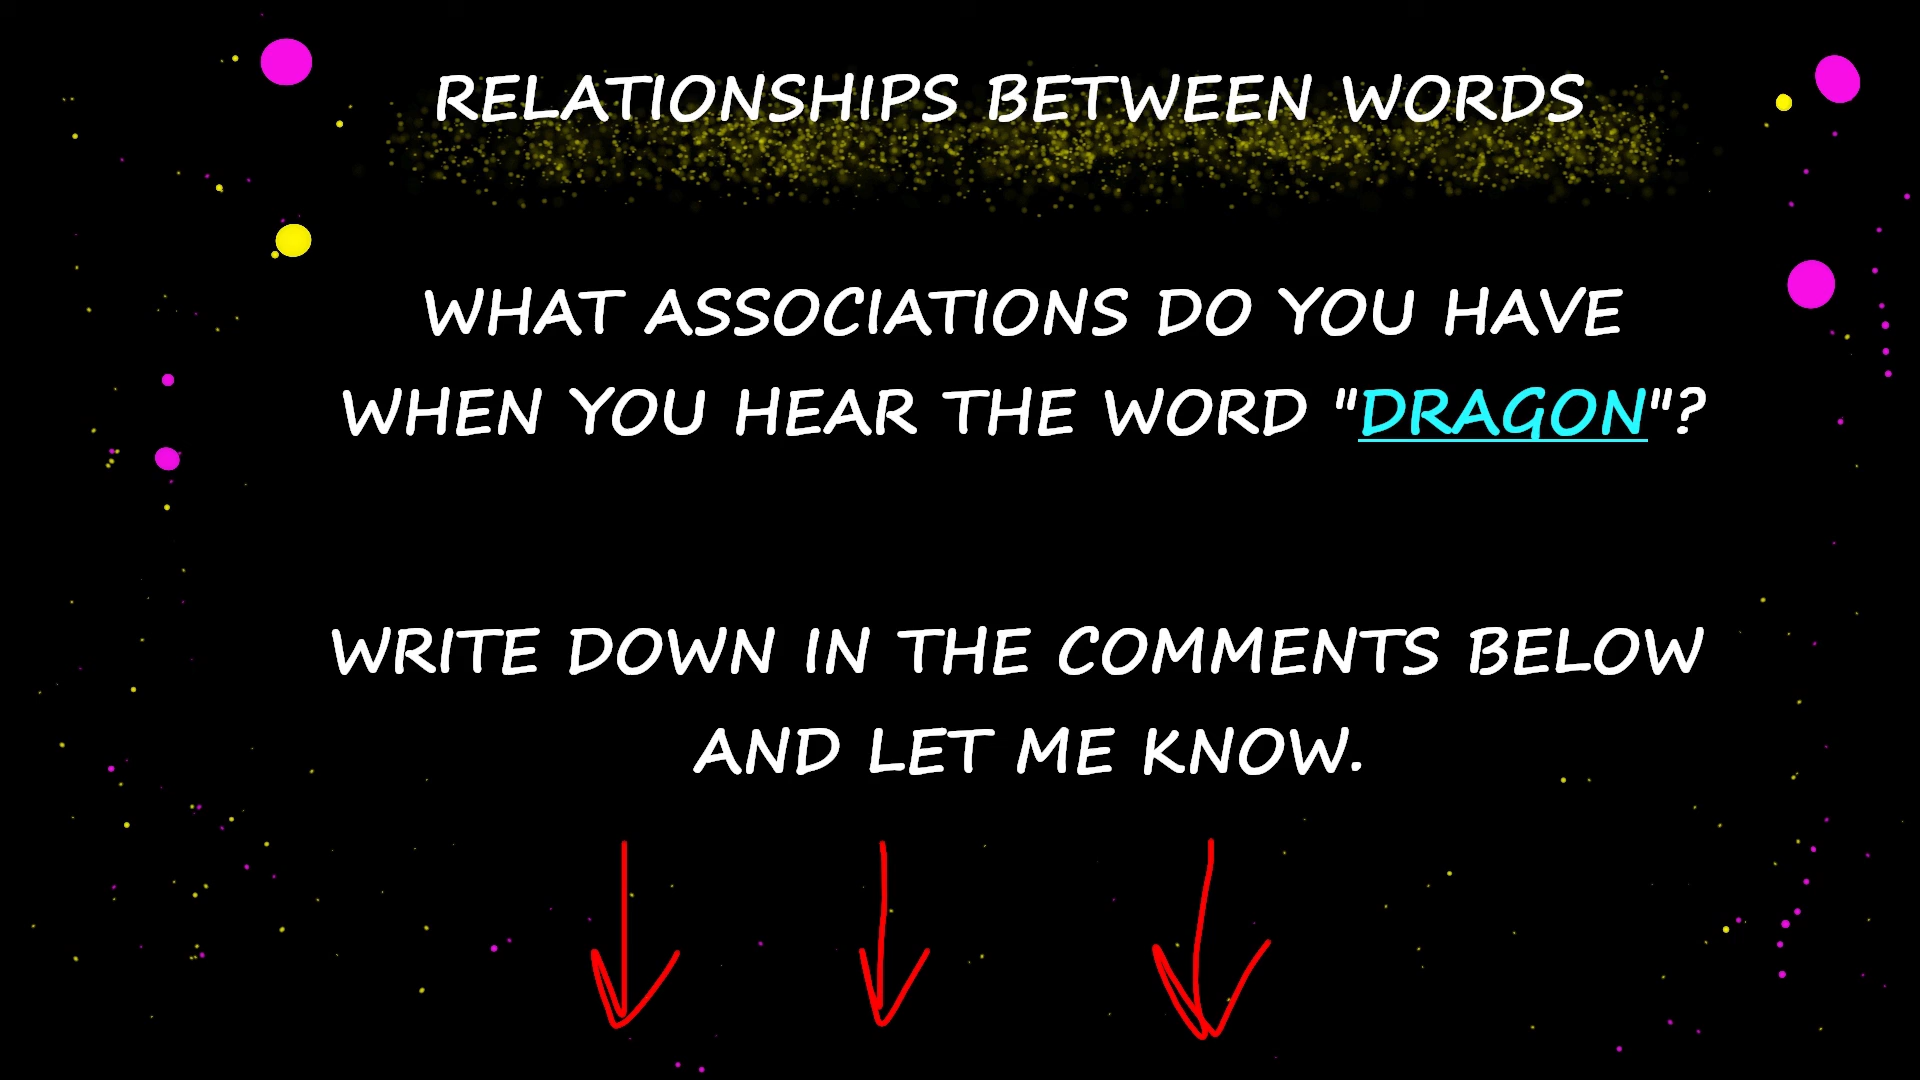 RELATIONSHIPS BETWEEN WORDS
WHAT ASSOCIATIONS DO YOU HAVE
WHEN YOU HEAR THE WORD "DRAGON"?
WRITE DOWN IN THE COMMENTS BELOW
AND LET ME KNOW.